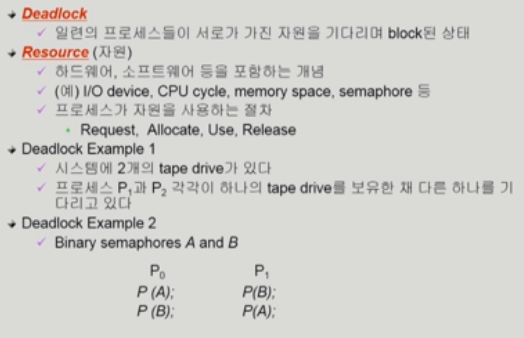 Deadlock
일련의 프로세스들이 서로가 가진 자원을 기다리며 block된 상태
Resource (자원)
하드웨어, 소프트웨어 등을 포함하는 개념
(예) I/O device, CPU cycle, memory space, semaphore 등
프로세스가 자원을 사용하는 절차
Request, Allocate, Use, Release
Deadlock Example 1
시스템에 2개의 tape drive가 있다
프로세스 P₁과 P₂ 각각이 하나의 tape drive를 보유한 채 다른 하나를 기
다리고 있다
Deadlock Example 2
Binary semaphores A and B
P₀ P₁
P (A); P(B);
P (B); P(A);